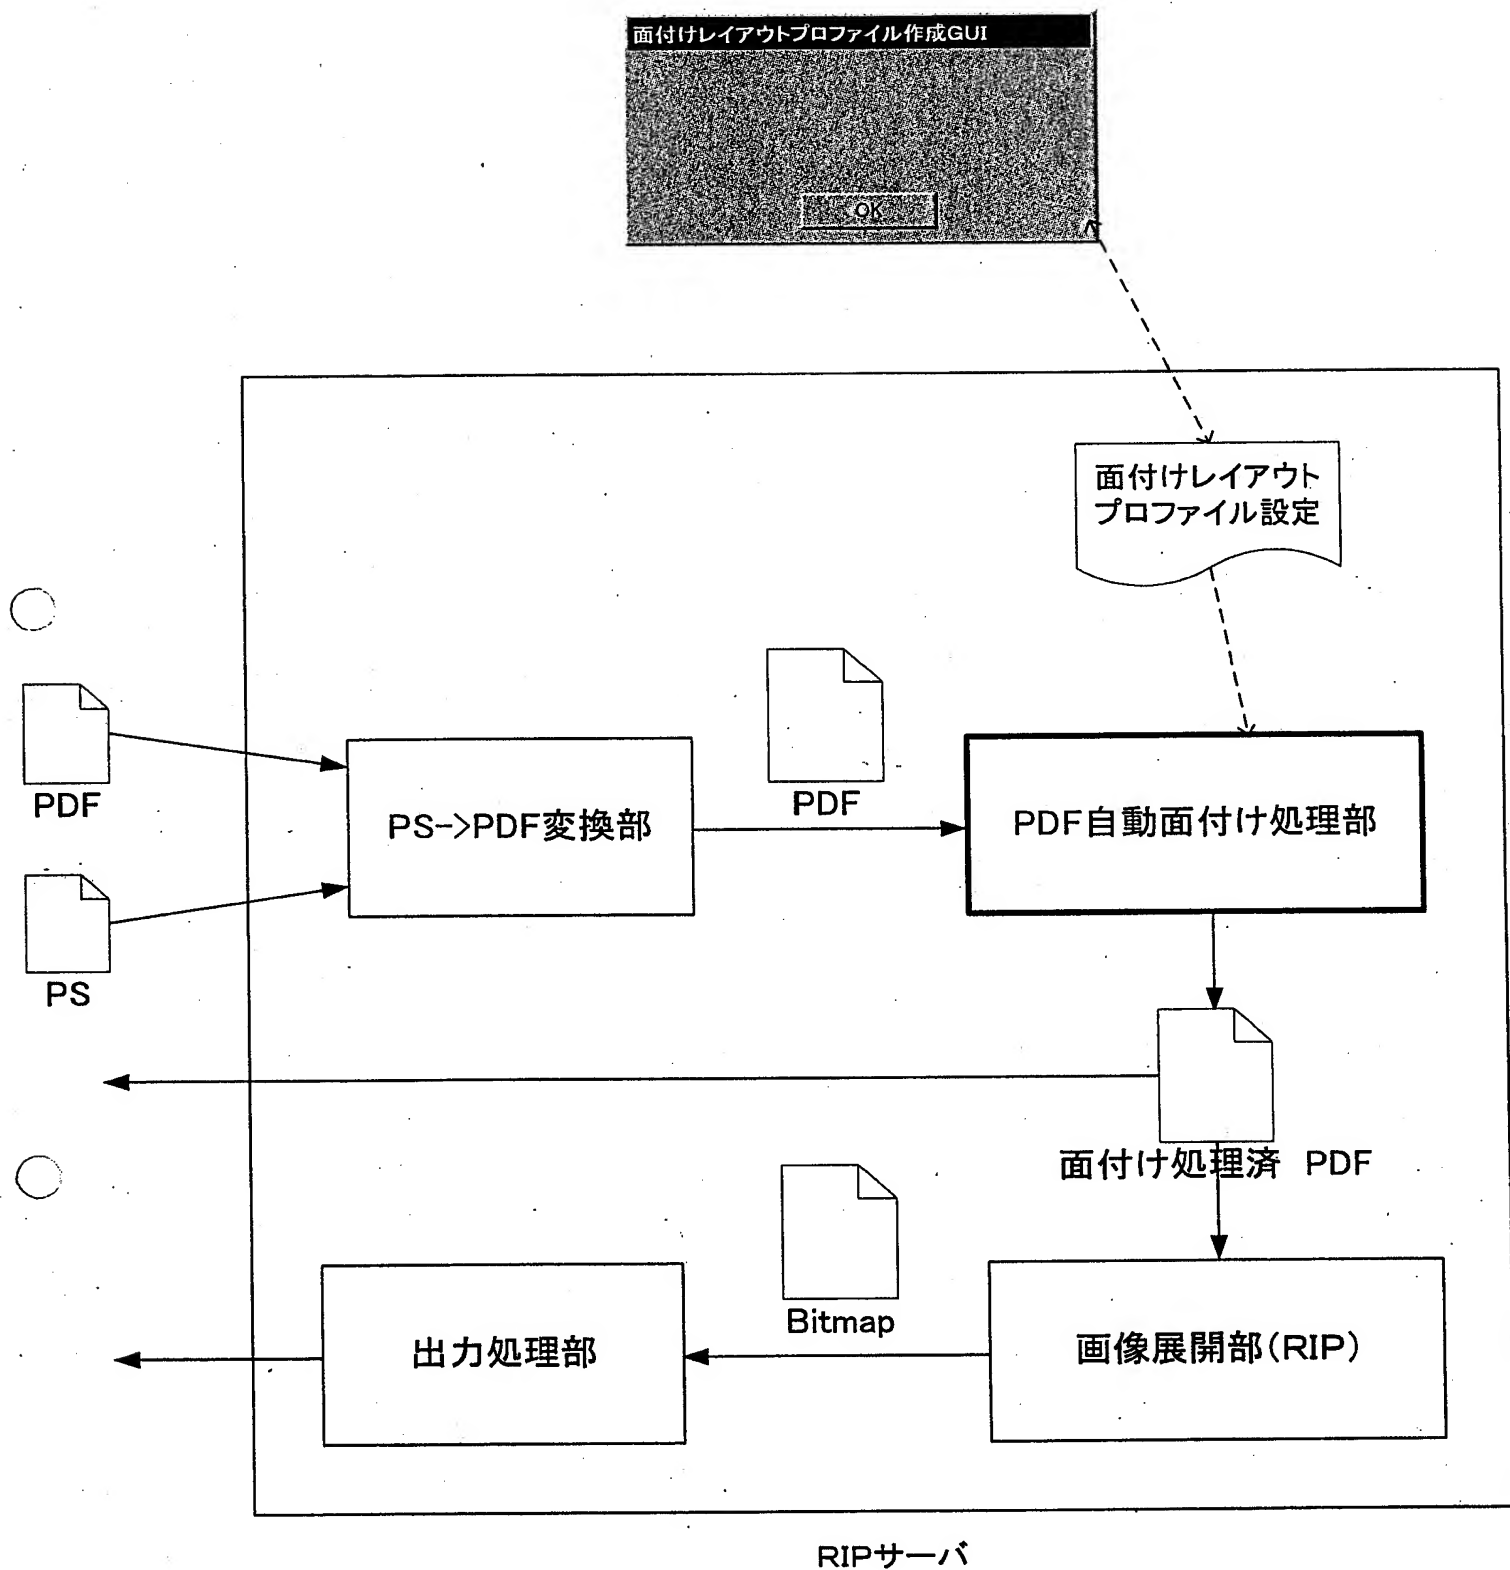 面付けレイアウトプロファイル作成GUI
OK
面付けレイアウト
プロファイル設定
PDF
PS
PS->PDF変換部
PDF
PDF自動面付け処理部
面付け処理済 PDF
Bitmap
出力処理部
画像展開部(RIP)
RIPサーバ